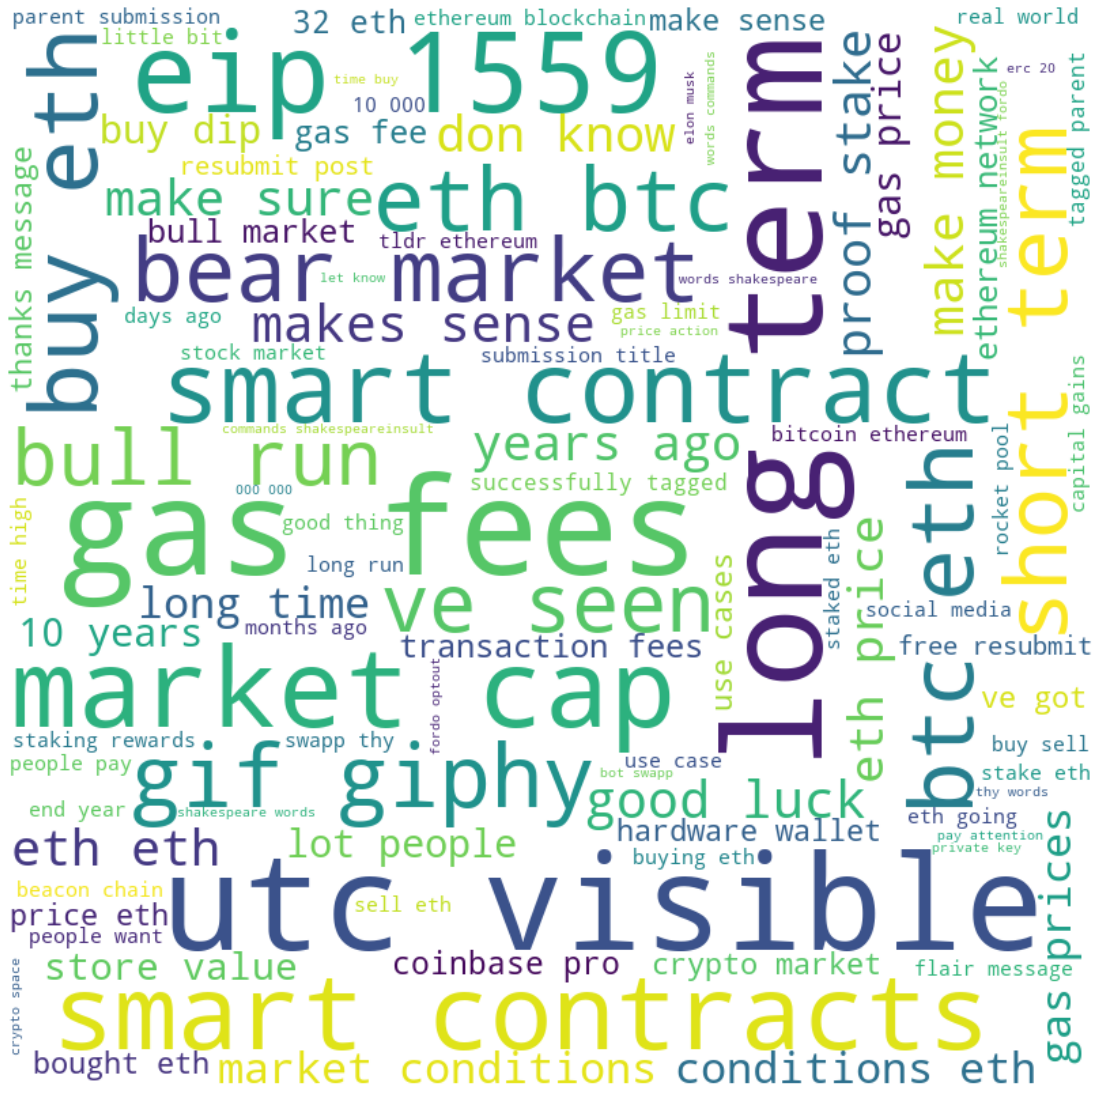 parent submission
32 eth
ethereum blockchain
make sense
real world
little bit
buy eth
eip 1559
time buy
10 000
elon musk
words commands
long term
proof stake
gas price
make money
ethereum network
erc 20
shakespeareinsult fordo
short term
tagged parent
buy dip
gas fee
don know
resubmit post
thanks message
make sure
eth btc
bull market
tldr ethereum
bear market
let know
words shakespeare
days ago
makes sense
gas limit
price action
stock market
submission title
smart contract
capital gains
commands shakespeareinsult
bull run
years ago
bitcoin ethereum
btc eth
rocket pool
successfully tagged
000 000
time high
gas fees
good thing
long run
eth price
staked eth
use cases
long time
ve seen
social media
10 years
months ago
transaction fees
free resubmit
market cap
fordo optout
ve got
staking rewards
swapp thy
buy sell
people pay
gif giphy
use case
bot swapp
stake eth
thy words
end year
shakespeare words
good luck
eth going
gas prices
hardware wallet
pay attention
private key
eth eth
lot people
buying eth
beacon chain
utc visible
sell eth
price eth
people want
crypto space
store value
coinbase pro
crypto market
flair message
smart contracts
bought eth
market conditions
conditions eth